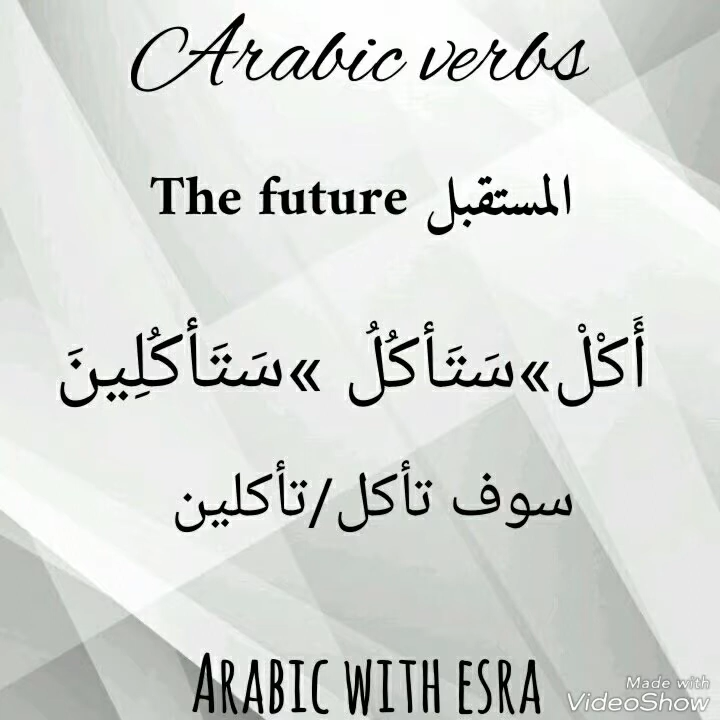 Arabic verbs
The future المستقبل
أَكْلْ»سَتَأكُلُ »سَتَأكُلِينَ
سوف تأكل/تأكلين
ARABIC WITH ESRA
Made with
VideoShow